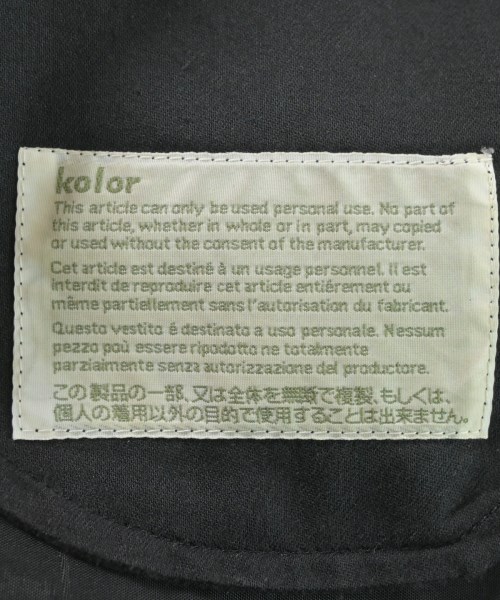 kolor
This article can only be used personal use. No part of
this article, whether in whole or in part, may copied
or used without the consent of the manufacturer.
Cet article est destiné à un usage personnel. Il est
interdit de reproduire cet article entiérement ou
même partiellement sans l'autorisation du fabricant.
Questo vestito é destinato a uso personale. Nessum
pezzo poù essere ripodotto ne totalmente
parziaimente senza autorizzazione del productore.
この製品の一部、又は全体を無断で複製、もしくは、
個人の着用以外の目的で使用することは出来ません。